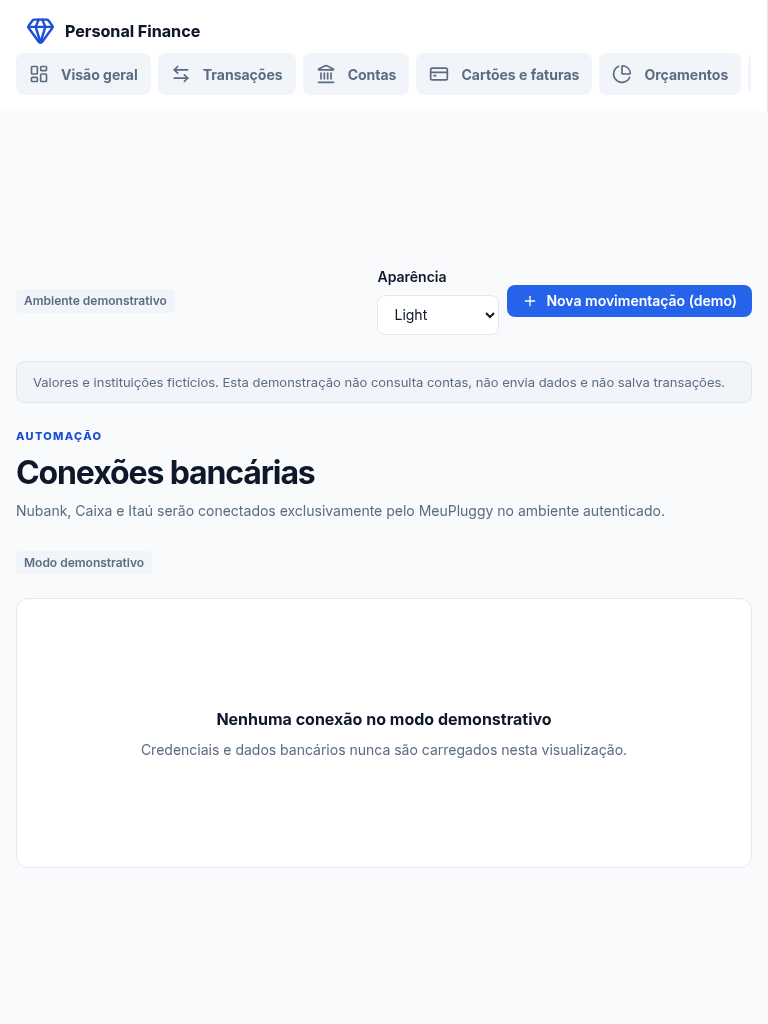 Personal Finance
Visão geral
Transações
Contas
Cartões e faturas
Orçamentos
Aparência
Ambiente demonstrativo
Light
Nova movimentação (demo)
Valores e instituições fictícios. Esta demonstração não consulta contas, não envia dados e não salva transações.
AUTOMAÇÃO
Conexões bancárias
Nubank, Caixa e Itaú serão conectados exclusivamente pelo MeuPluggy no ambiente autenticado.
Modo demonstrativo
Nenhuma conexão no modo demonstrativo
Credenciais e dados bancários nunca são carregados nesta visualização.